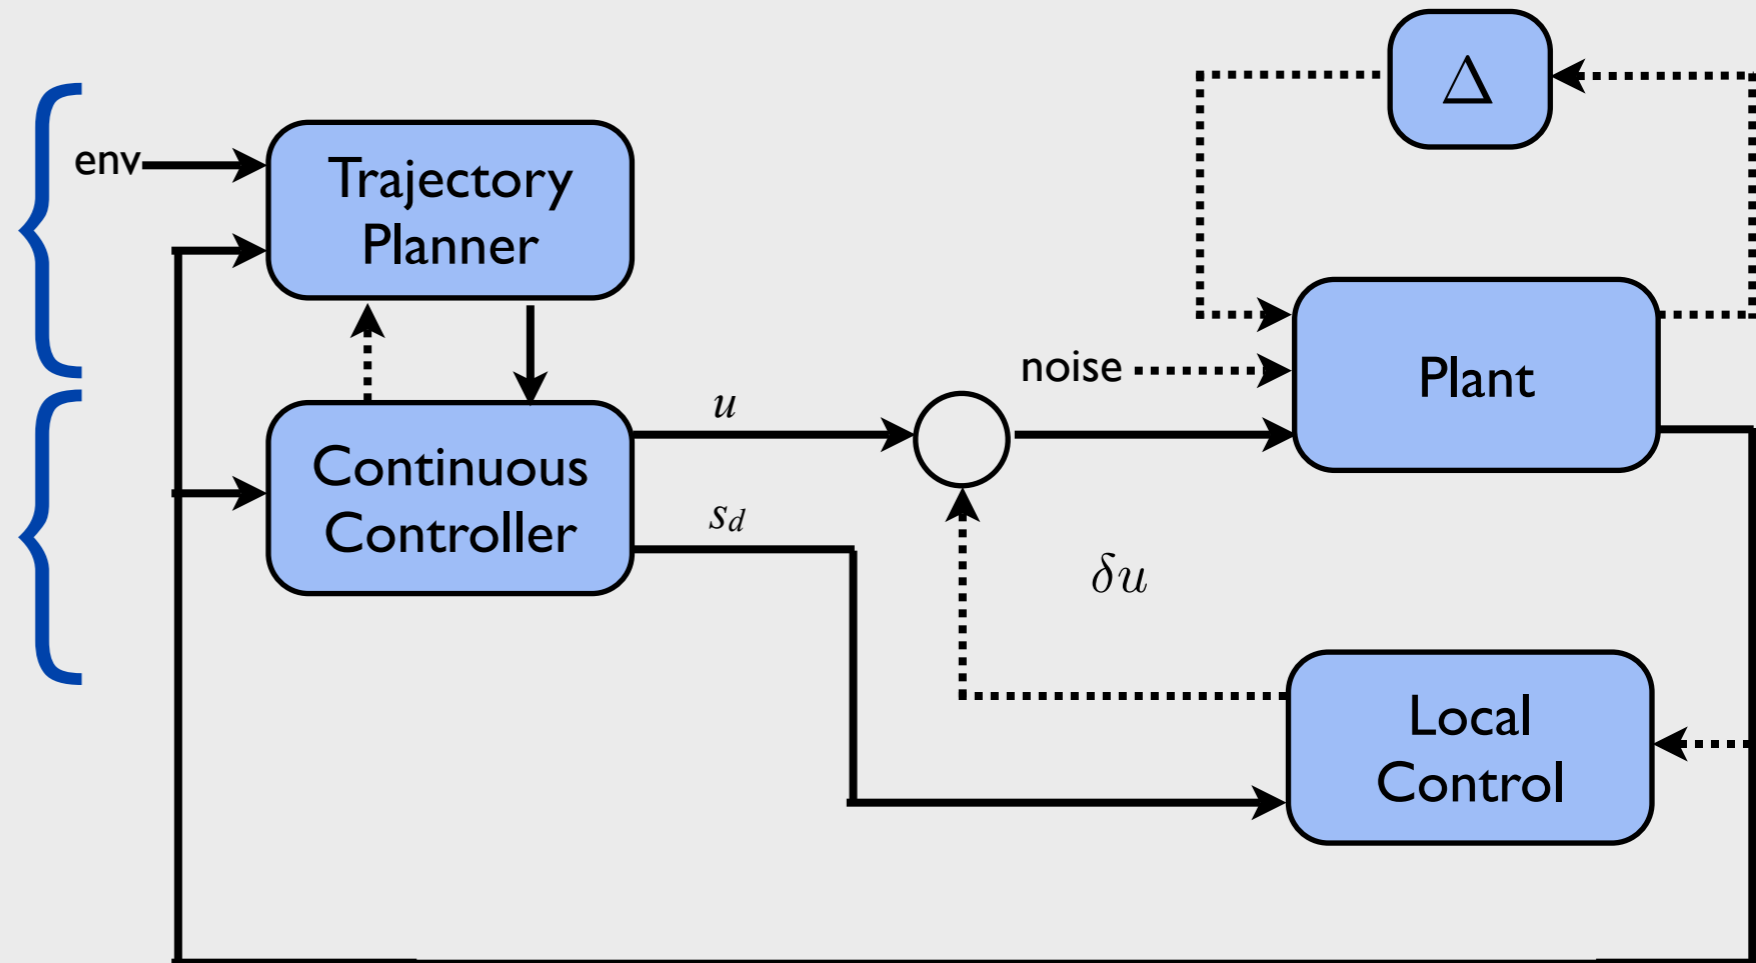 Δ
env
Trajectory
Planner
noise
Plant
u
Continuous
Controller
s_d
δu
Local
Control